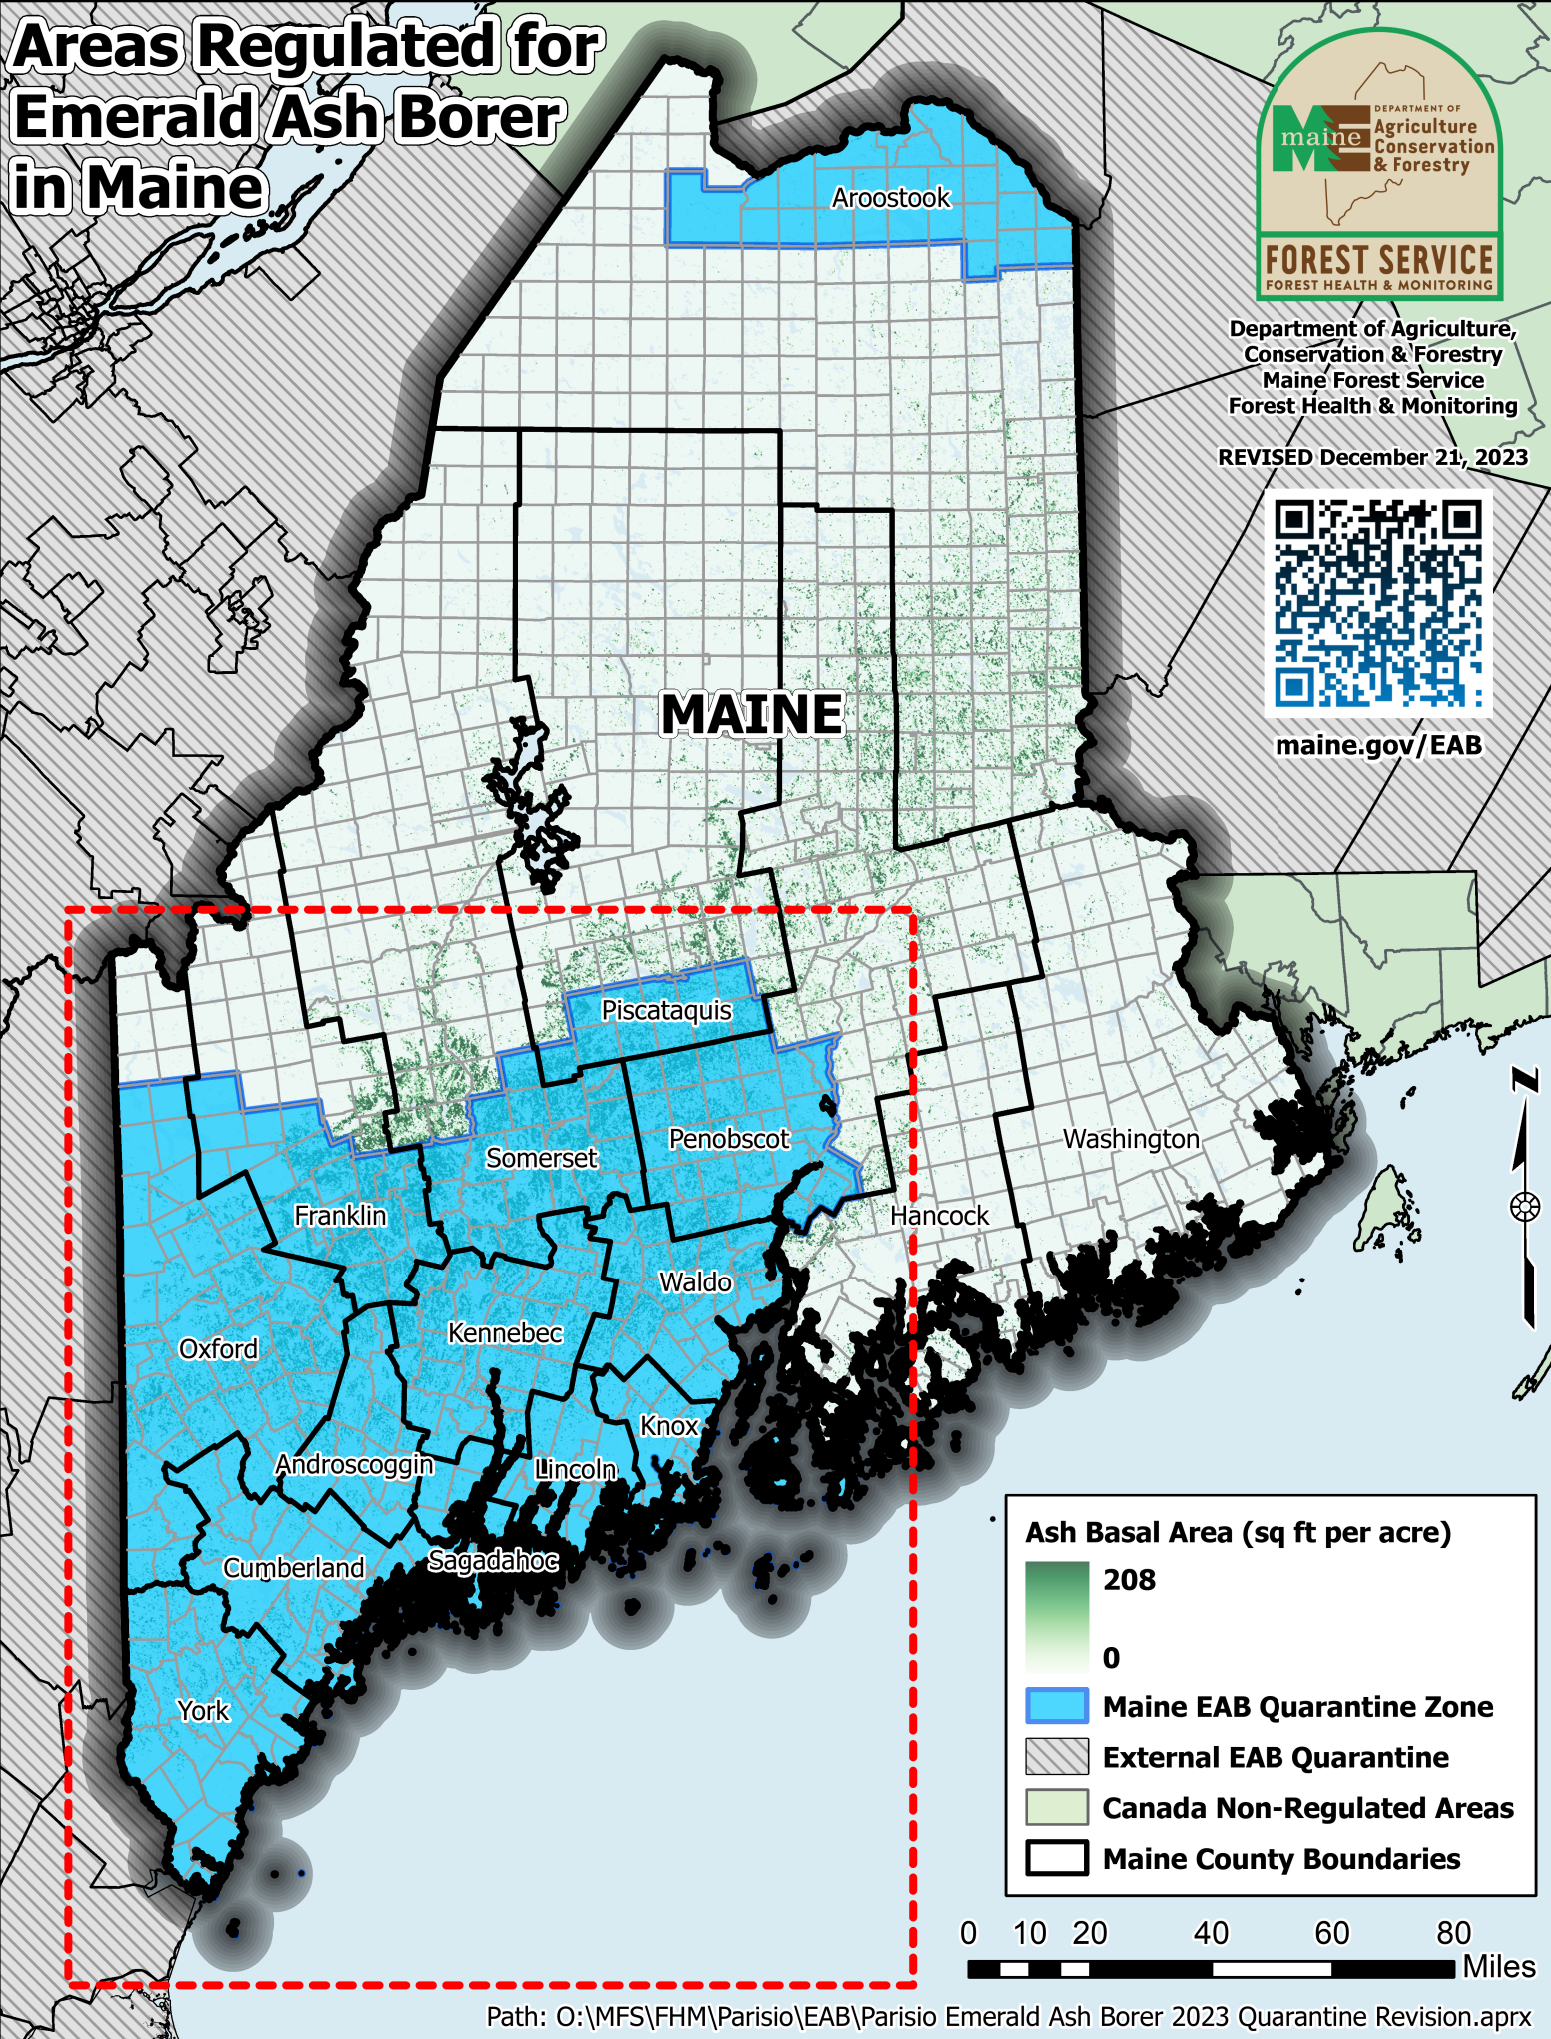 Areas Regulated for
Emerald Ash Borer
in Maine
maine
DEPARTMENT OF
Agriculture
Conservation
& Forestry
FOREST SERVICE
FOREST HEALTH & MONITORING
Department of Agriculture,
Conservation & Forestry
Maine Forest Service
Forest Health & Monitoring
REVISED December 21, 2023
maine.gov/EAB
Aroostook
MAINE
Piscataquis
Penobscot
Somerset
Washington
Franklin
Hancock
Waldo
Kennebec
Oxford
Knox
Androscoggin
Lincoln
Sagadahoc
Cumberland
York
N
Ash Basal Area (sq ft per acre)
208
0
Maine EAB Quarantine Zone
External EAB Quarantine
Canada Non-Regulated Areas
Maine County Boundaries
0 10 20 40 60 80
Miles
Path: O:\MFS\FHM\Parisio\EAB\Parisio Emerald Ash Borer 2023 Quarantine Revision.aprx